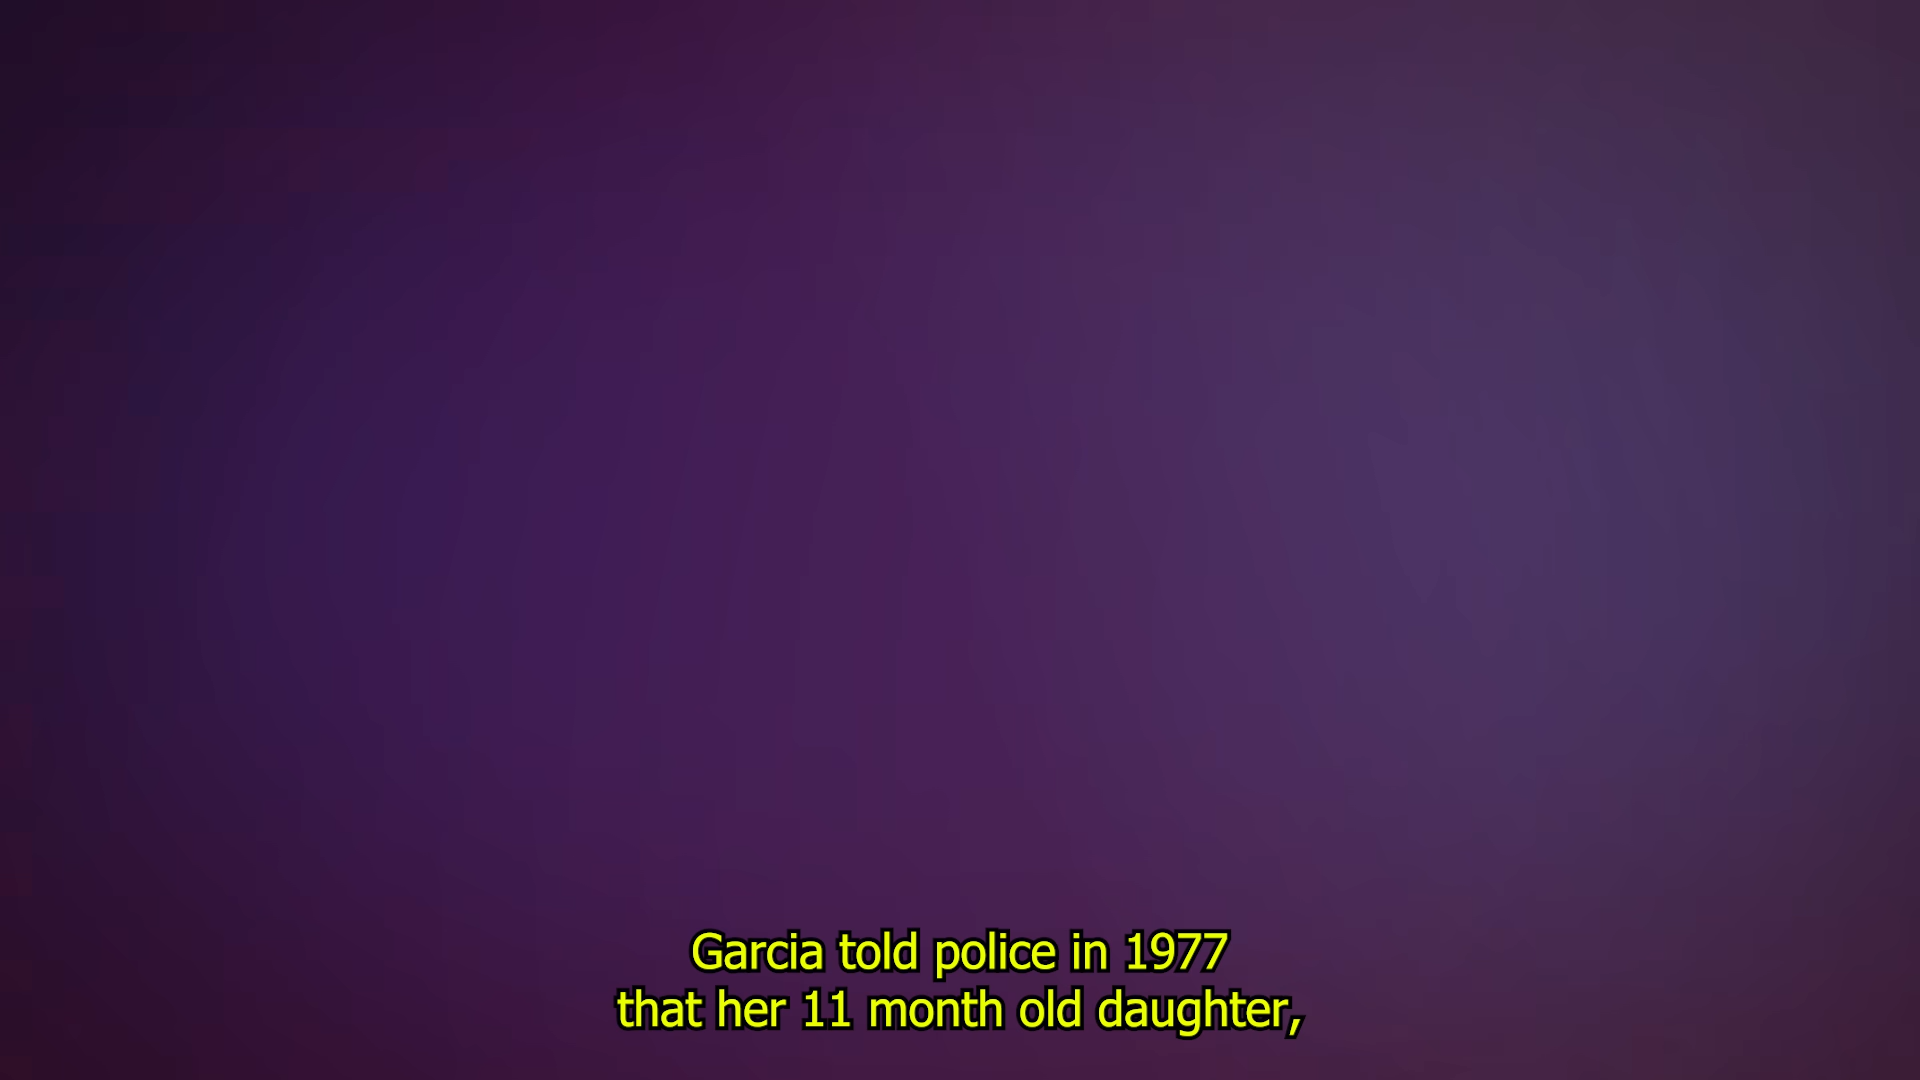 Garcia told police in 1977
that her 11 month old daughter,